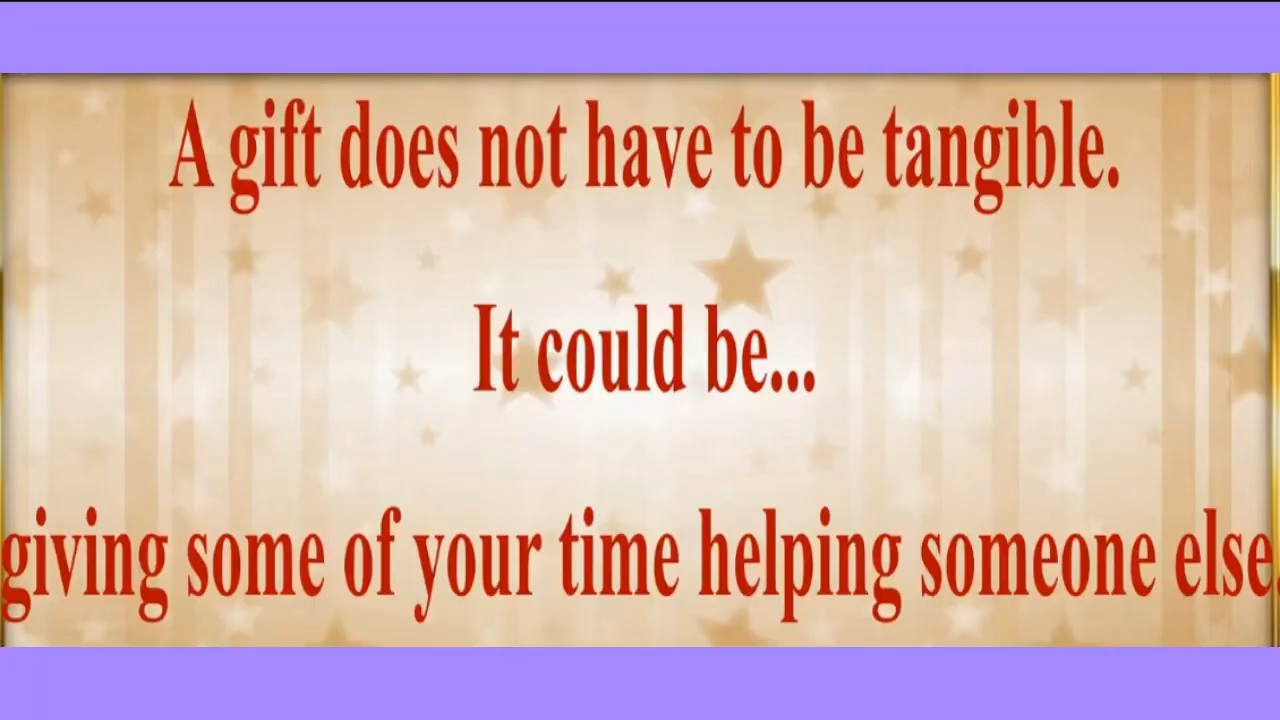 A gift does not have to be tangible.
It could be...
giving some of your time helping someone else.